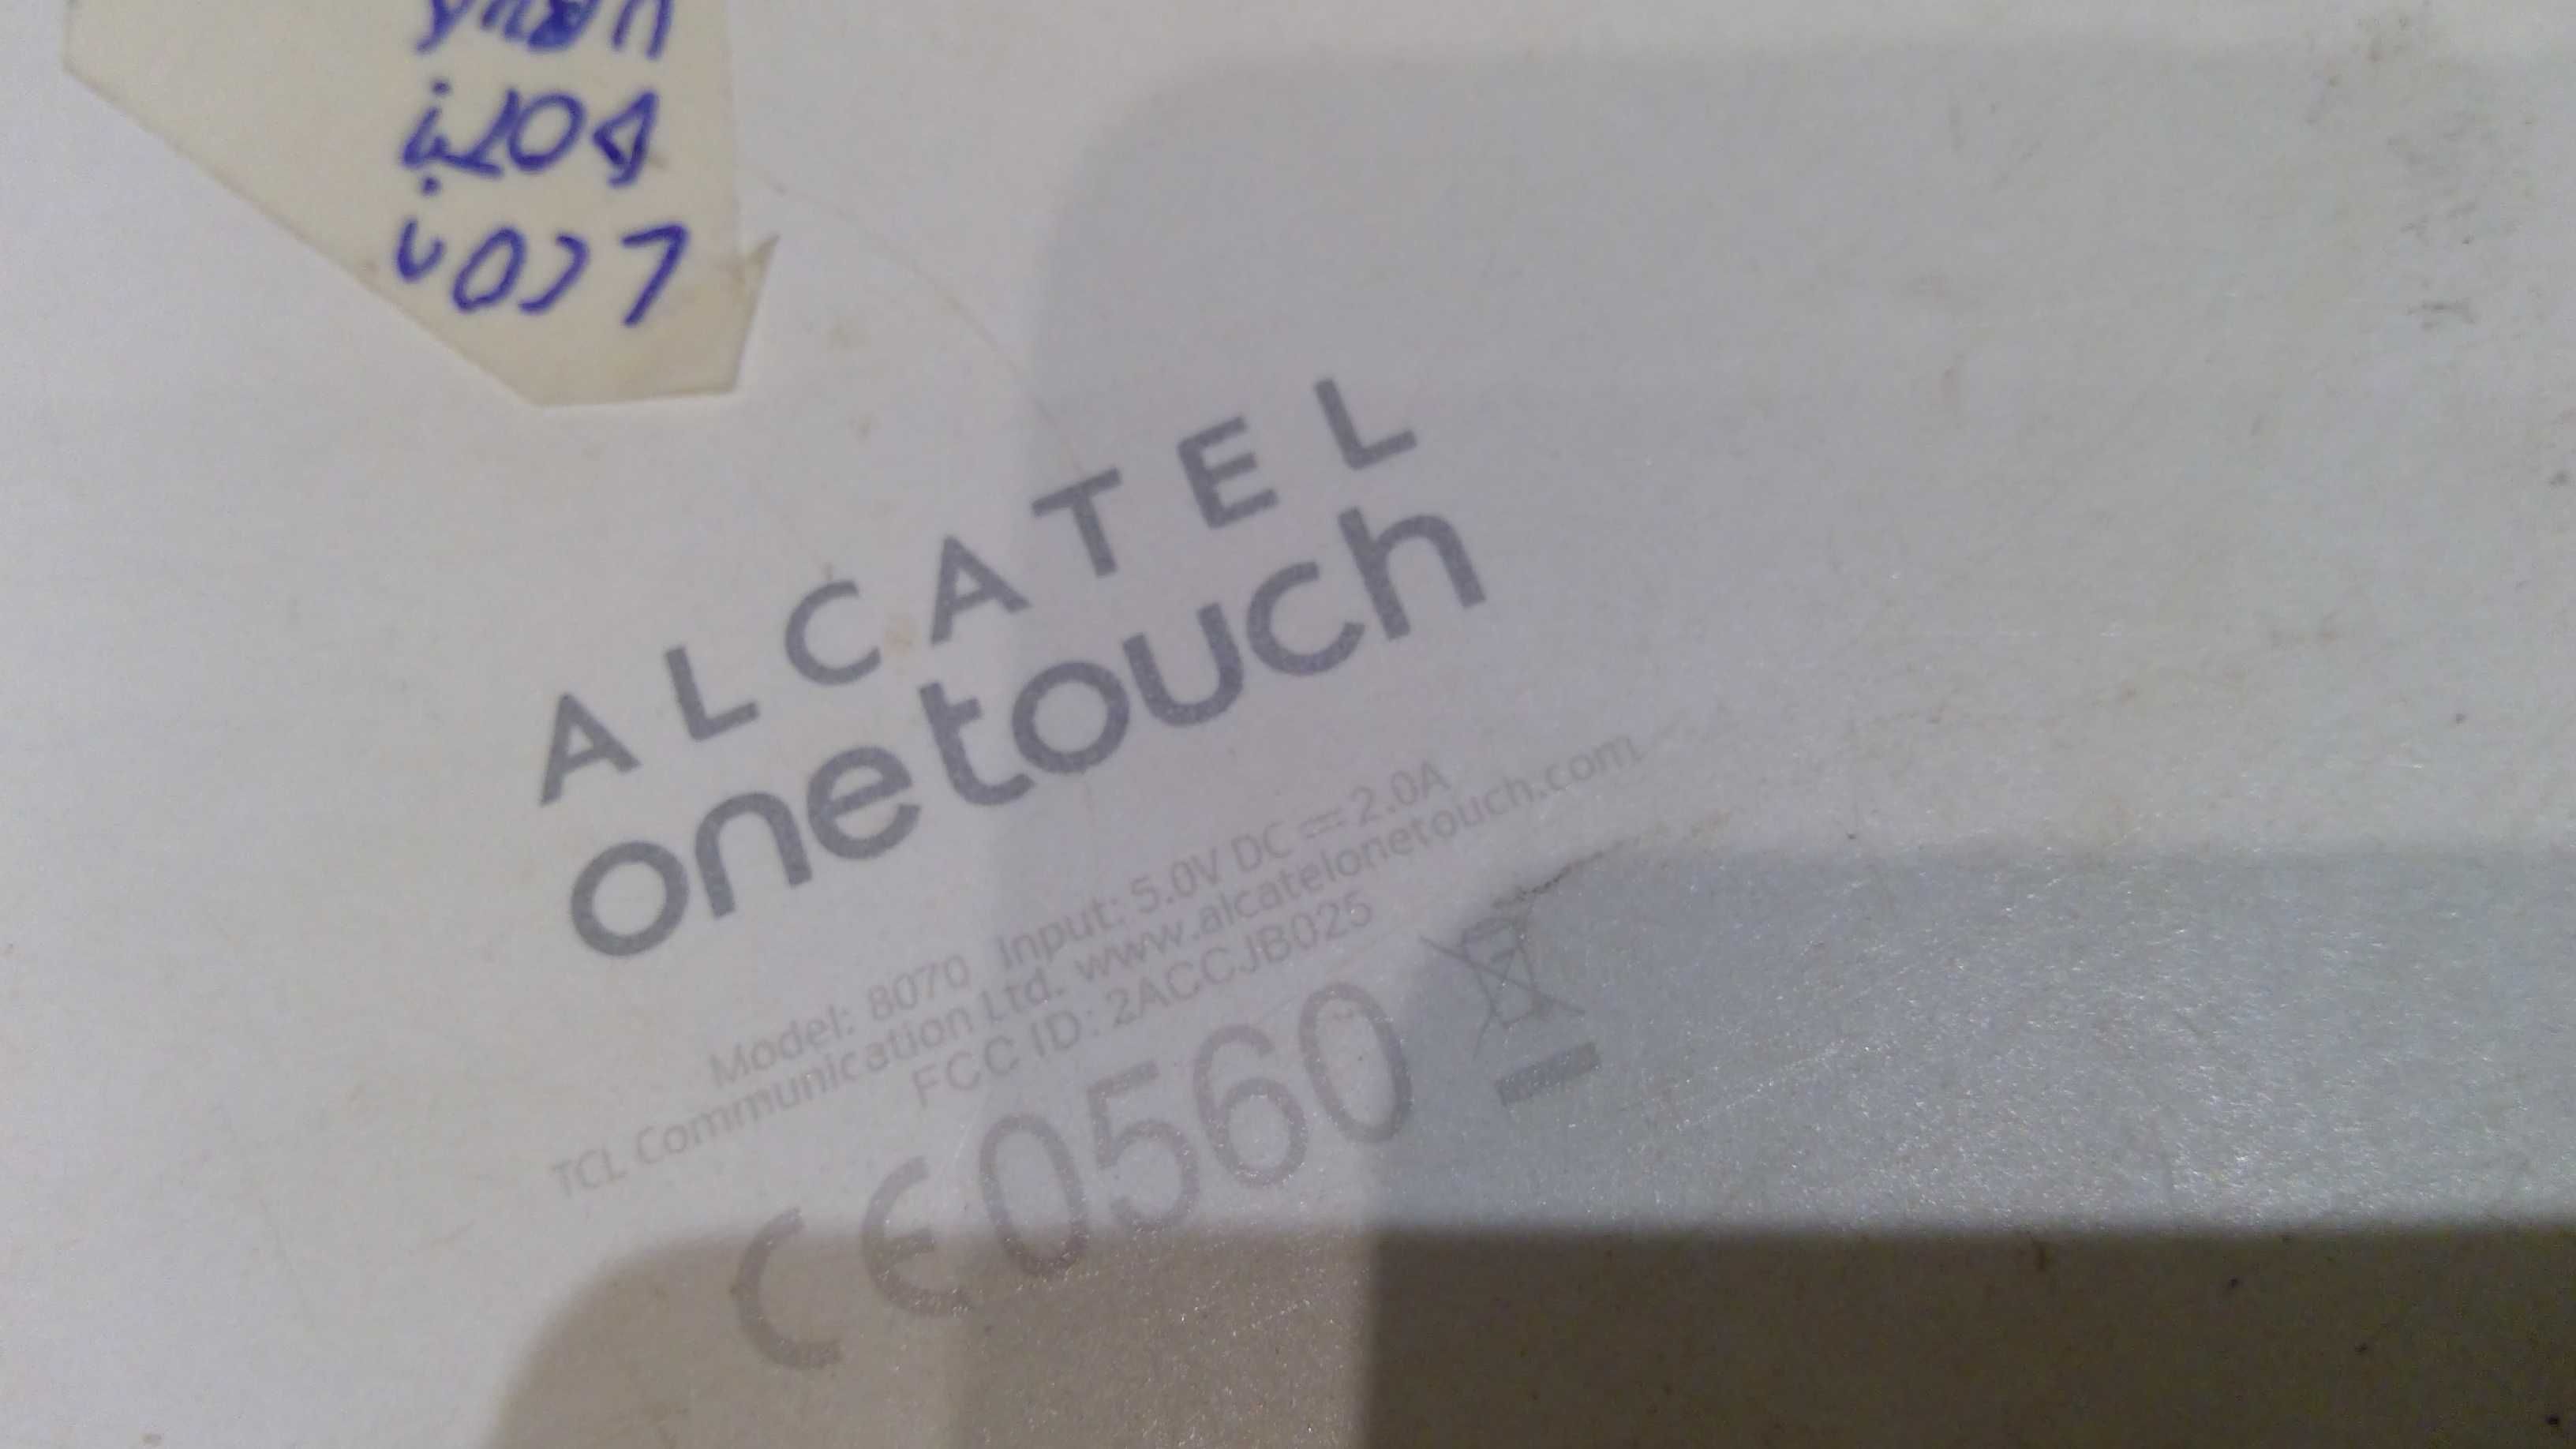 ALCATEL
onetouch
Model: 8070 Input: 5.0V DC ⎓ 2.0A
TCL Communication Ltd. www.alcatelonetouch.com
FCC ID: 2ACCJB025
CE0560